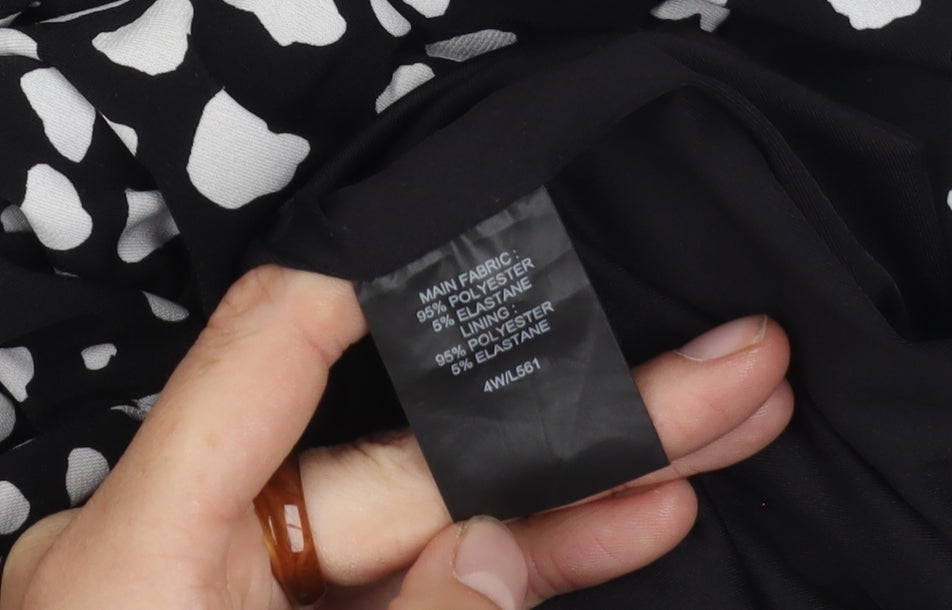 MAIN FABRIC :
95% POLYESTER
5% ELASTANE
LINING :
95% POLYESTER
5% ELASTANE
4W/L561